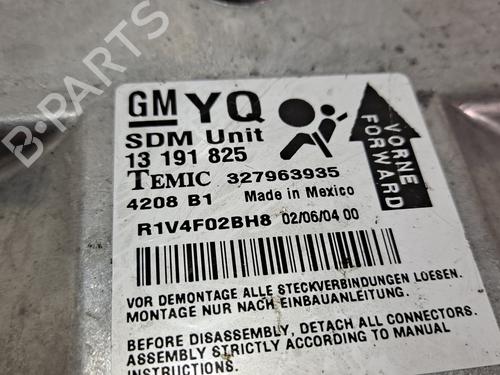 B-PARTS
GM YQ
SDM Unit
13 191 825
TEMIC 327963935
4208 B1 Made in Mexico
R1V4F02BH8 02/06/04 00
VORNE
FORWARD
VOR DEMONTAGE ALLE STECKVERBINDUNGEN LOESEN.
MONTAGE NUR NACH EINBAUANLEITUNG.
BEFORE DISASSEMBLY, DETACH ALL CONNECTORS.
ASSEMBLY STRICTLY ACCORDING TO MANUAL
INSTRUCTIONS